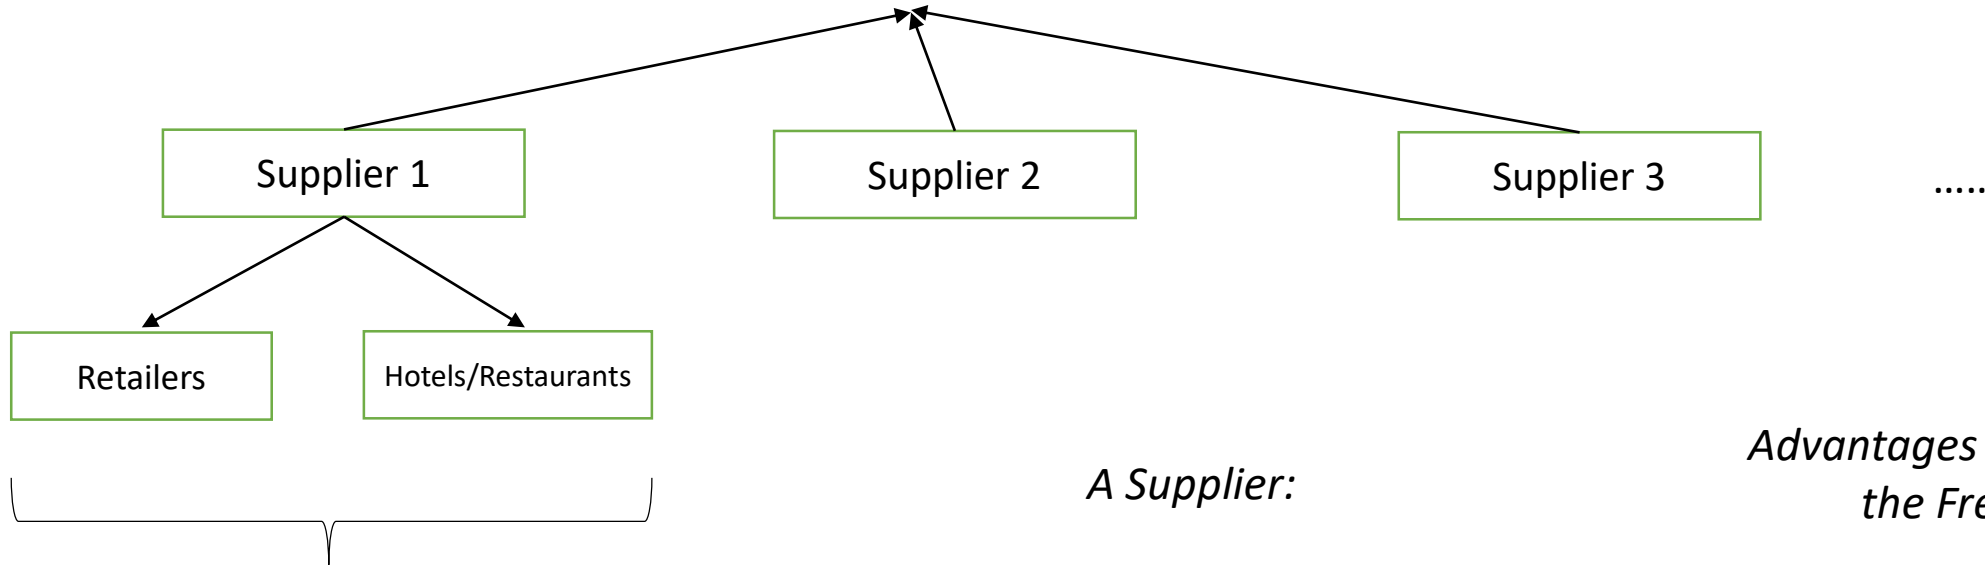 Supplier 1
Supplier 2
Supplier 3
......
Retailers
Hotels/Restaurants
A Supplier:
Advantages
the Fre